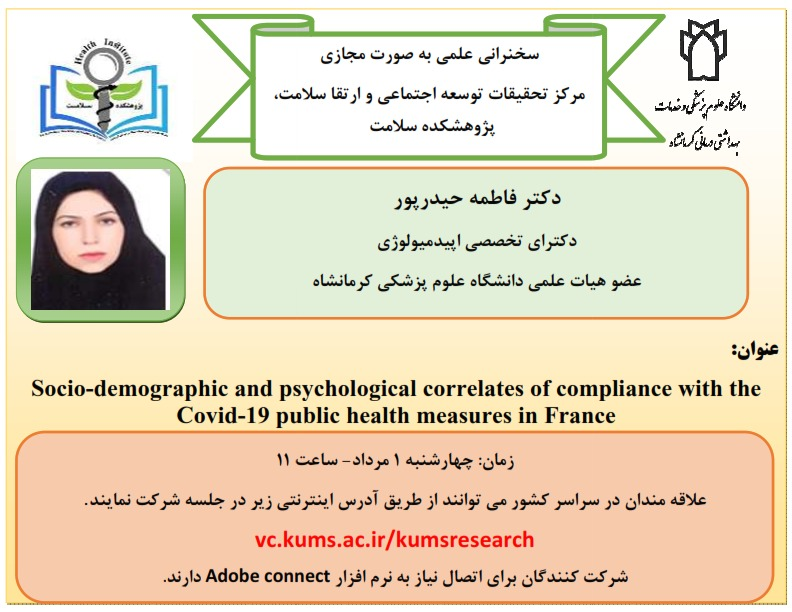 Health Institute
پژوهشکده سلامت
سخنرانی علمی به صورت مجازی
مرکز تحقیقات توسعه اجتماعی و ارتقا سلامت،
پژوهشکده سلامت
دانشگاه علوم پزشکی و خدمات
بهداشتی درمانی کرمانشاه
دکتر فاطمه حیدرپور
دکترای تخصصی اپیدمیولوژی
عضو هیات علمی دانشگاه علوم پزشکی کرمانشاه
عنوان:
Socio-demographic and psychological correlates of compliance with the
Covid-19 public health measures in France
زمان: چهارشنبه ۱ مرداد- ساعت ۱۱
علاقه مندان در سراسر کشور می توانند از طریق آدرس اینترنتی زیر در جلسه شرکت نمایند.
vc.kums.ac.ir/kumsresearch
شرکت کنندگان برای اتصال نیاز به نرم افزار Adobe connect دارند.